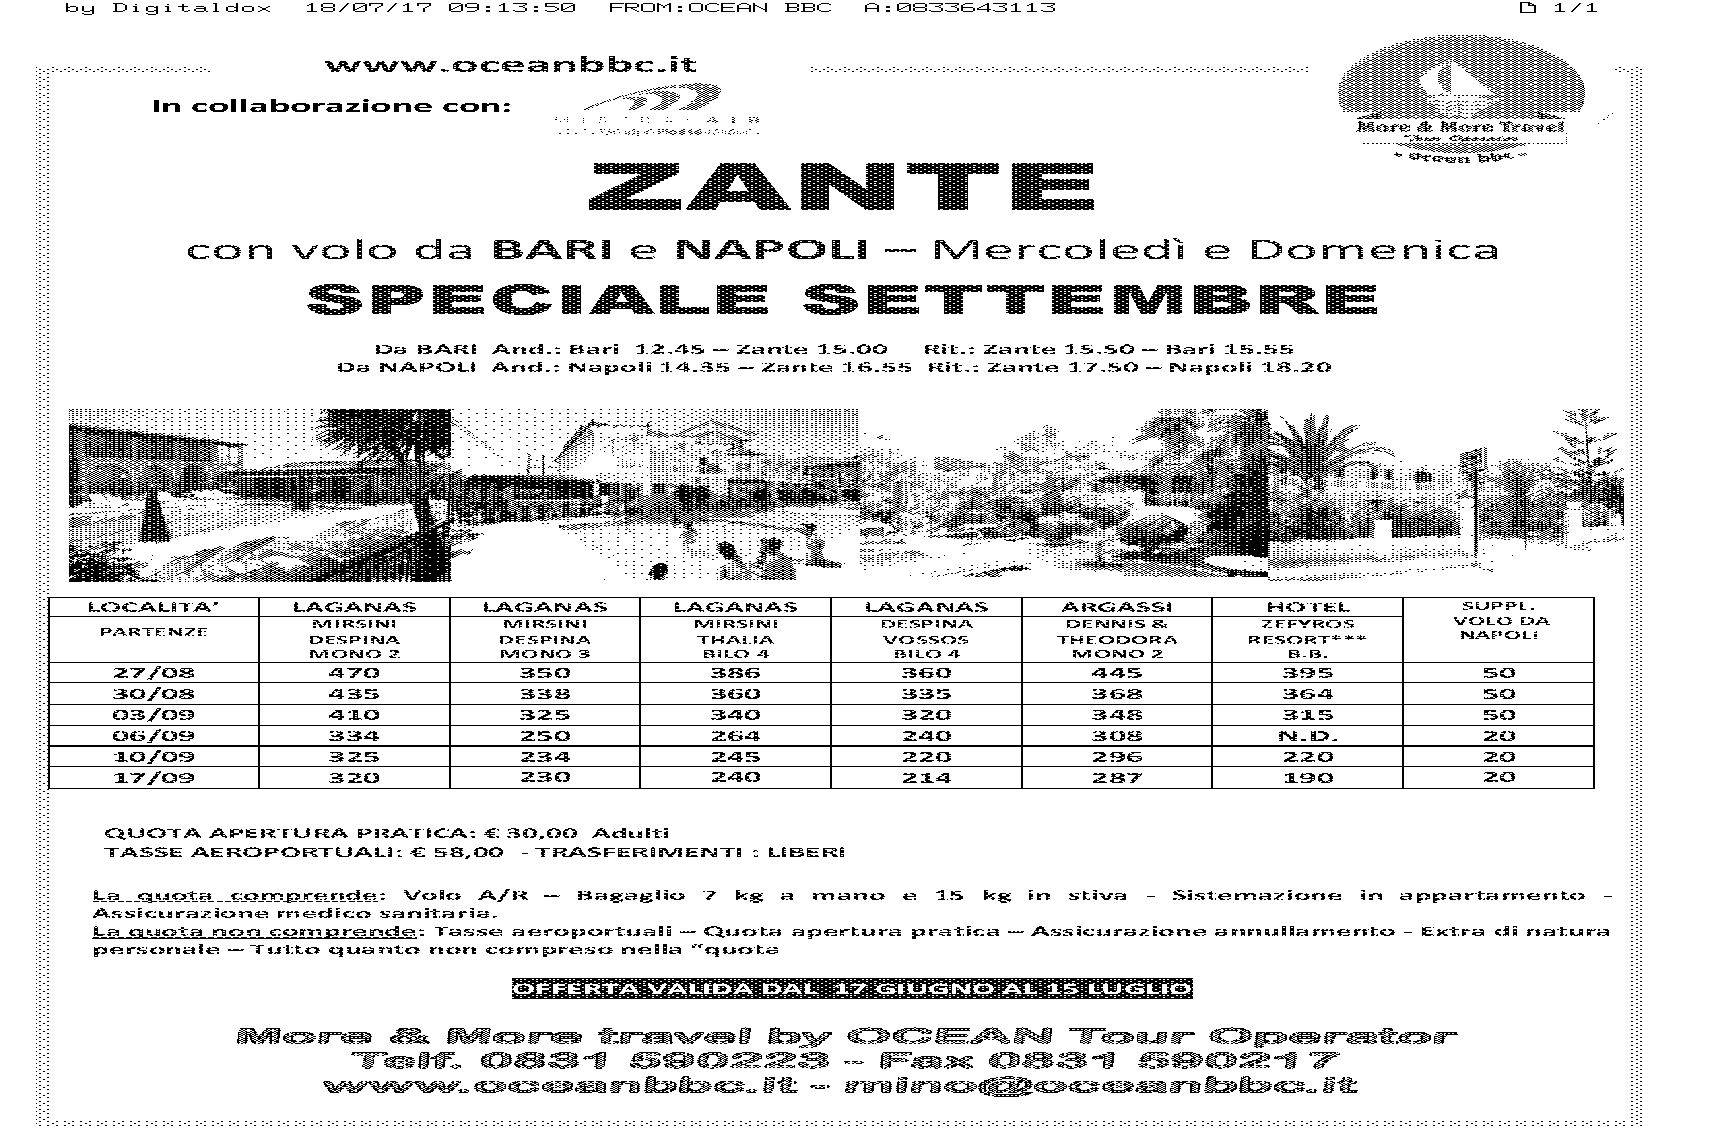 by Digitaldox 18/07/17 09:13:50 FROM:OCEAN BBC A:0833643113 1/1
www.oceanbbc.it
In collaborazione con:
More & More Travel
"Ocean bbc"
ZANTE
con volo da BARI e NAPOLI – Mercoledì e Domenica
SPECIALE SETTEMBRE
Da BARI And.: Bari 12.45 – Zante 15.00 Rit.: Zante 15.50 – Bari 15.55
Da NAPOLI And.: Napoli 14.35 – Zante 16.55 Rit.: Zante 17.50 – Napoli 18.20
LOCALITA' LAGANAS LAGANAS LAGANAS LAGANAS ARGASSI HOTEL SUPPL. VOLO DA NAPOLI
PARTENZE MIRSINI DESPINA MONO 2 MIRSINI DESPINA MONO 3 MIRSINI THALIA BILO 4 DESPINA VOSSOS BILO 4 DENNIS & THEODORA MONO 2 ZEFYROS RESORT*** B.B.
27/08 470 350 386 360 445 395 50
30/08 435 338 360 335 368 364 50
03/09 410 325 340 320 348 315 50
06/09 334 250 264 240 308 N.D. 20
10/09 325 234 245 220 296 220 20
17/09 320 230 240 214 287 190 20
QUOTA APERTURA PRATICA: € 30,00 Adulti
TASSE AEROPORTUALI: € 58,00 - TRASFERIMENTI : LIBERI
La quota comprende: Volo A/R – Bagaglio 7 kg a mano e 15 kg in stiva - Sistemazione in appartamento -
Assicurazione medico sanitaria.
La quota non comprende: Tasse aeroportuali – Quota apertura pratica – Assicurazione annullamento - Extra di natura
personale – Tutto quanto non compreso nella "quota
OFFERTA VALIDA DAL 17 GIUGNO AL 15 LUGLIO
More & More travel by OCEAN Tour Operator
Telf. 0831 590223 - Fax 0831 590217
www.oceanbbc.it - mino@oceanbbc.it